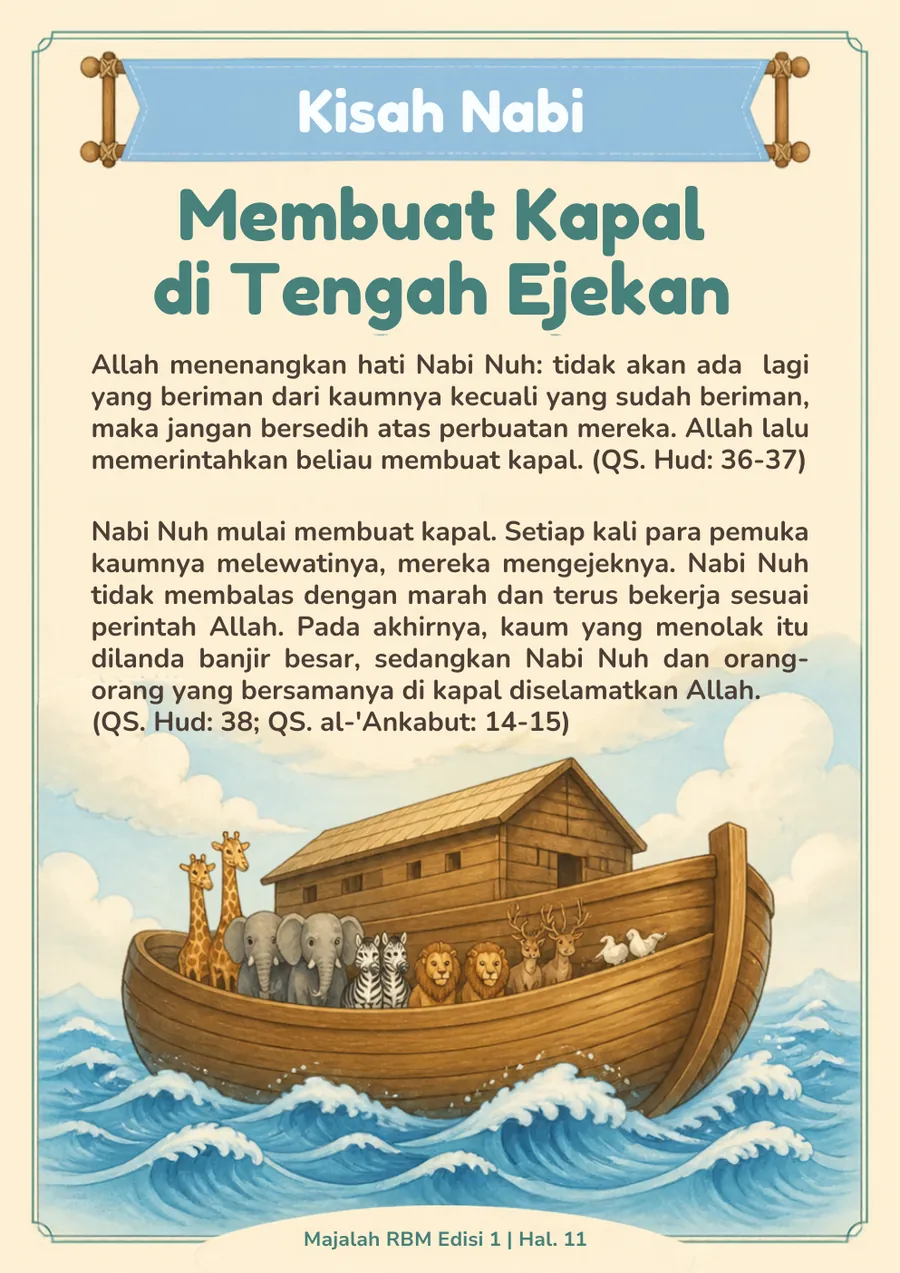 Kisah Nabi
Membuat Kapal
di Tengah Ejekan
Allah menenangkan hati Nabi Nuh: tidak akan ada lagi
yang beriman dari kaumnya kecuali yang sudah beriman,
maka jangan bersedih atas perbuatan mereka. Allah lalu
memerintahkan beliau membuat kapal. (QS. Hud: 36-37)
Nabi Nuh mulai membuat kapal. Setiap kali para pemuka
kaumnya melewatinya, mereka mengejeknya. Nabi Nuh
tidak membalas dengan marah dan terus bekerja sesuai
perintah Allah. Pada akhirnya, kaum yang menolak itu
dilanda banjir besar, sedangkan Nabi Nuh dan orang-
orang yang bersamanya di kapal diselamatkan Allah.
(QS. Hud: 38; QS. al-'Ankabut: 14-15)
Majalah RBM Edisi 1 | Hal. 11